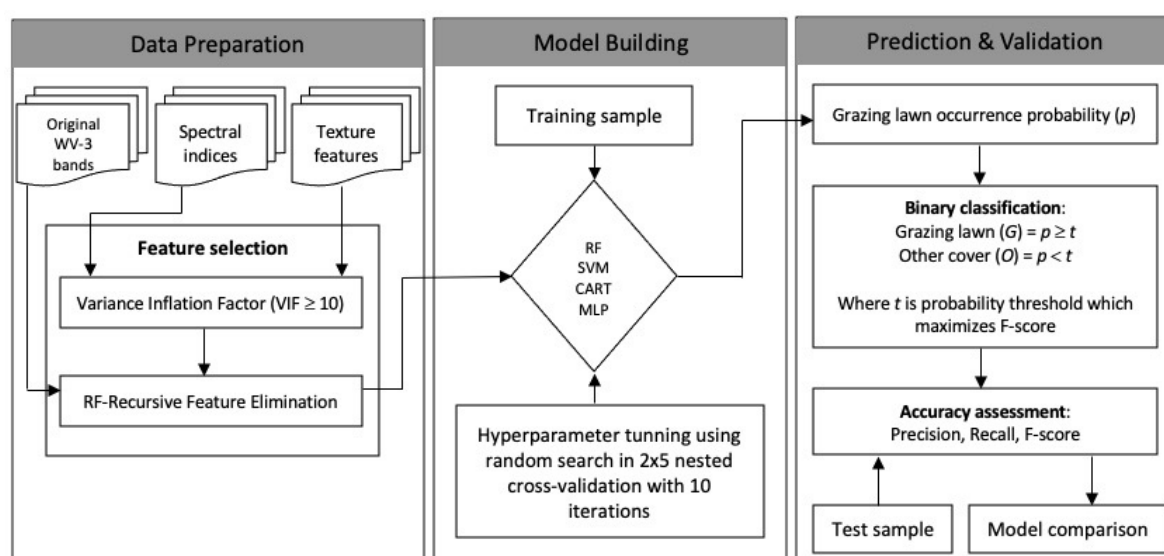 Data Preparation
Original
WV-3
bands
Spectral
indices
Texture
features
Feature selection
Variance Inflation Factor (VIF ≥ 10)
RF-Recursive Feature Elimination
Model Building
Training sample
RF
SVM
CART
MLP
Hyperparameter tunning using
random search in 2x5 nested
cross-validation with 10
iterations
Prediction & Validation
Grazing lawn occurrence probability (p)
Binary classification:
Grazing lawn (G) = p ≥ t
Other cover (O) = p < t
Where t is probability threshold which
maximizes F-score
Accuracy assessment:
Precision, Recall, F-score
Test sample
Model comparison